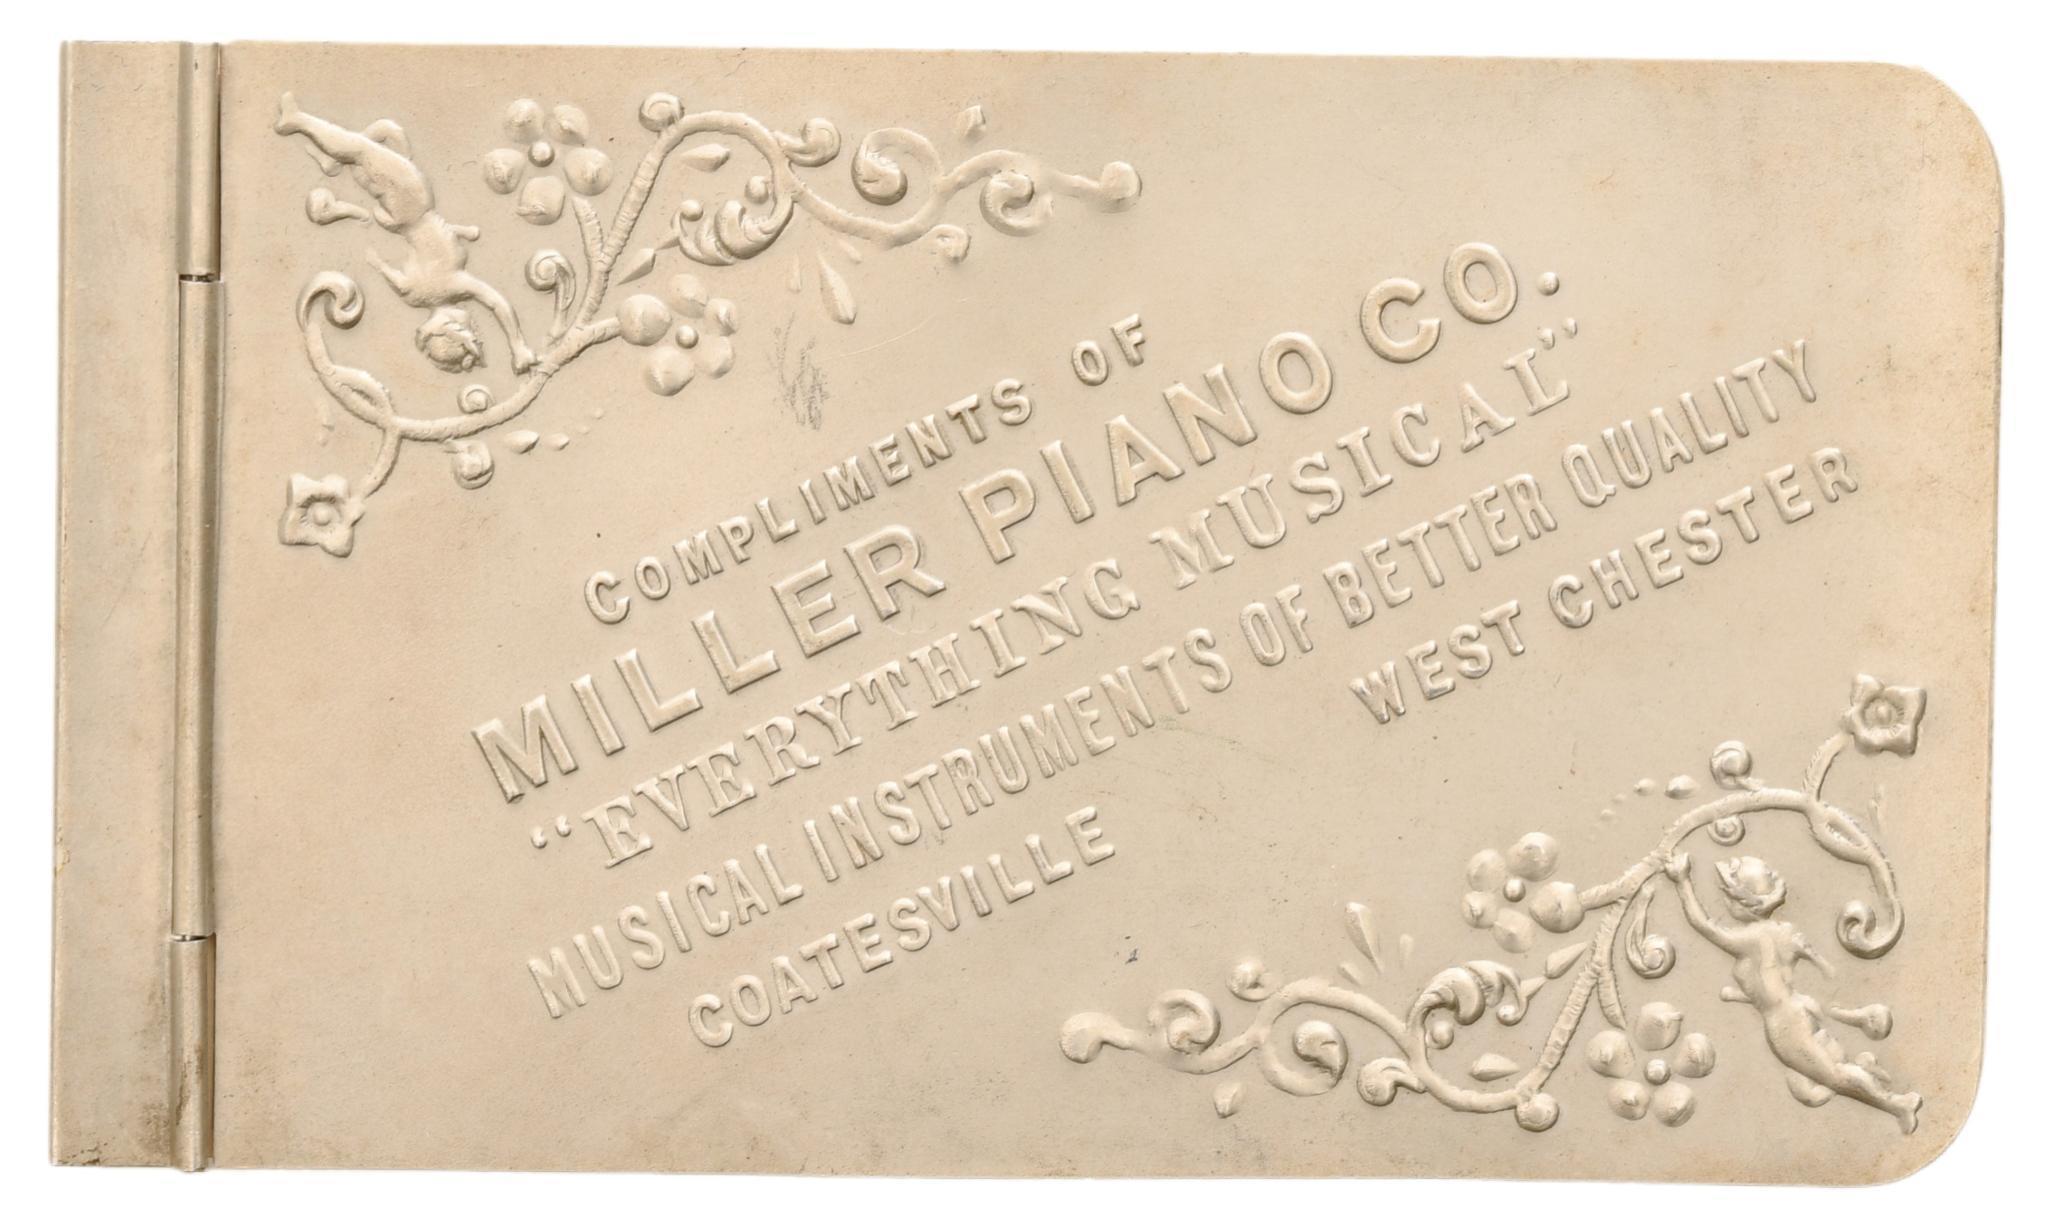 COMPLIMENTS OF
MILLER PIANO CO.
"EVERYTHING MUSICAL"
MUSICAL INSTRUMENTS OF BETTER QUALITY
COATESVILLE WEST CHESTER